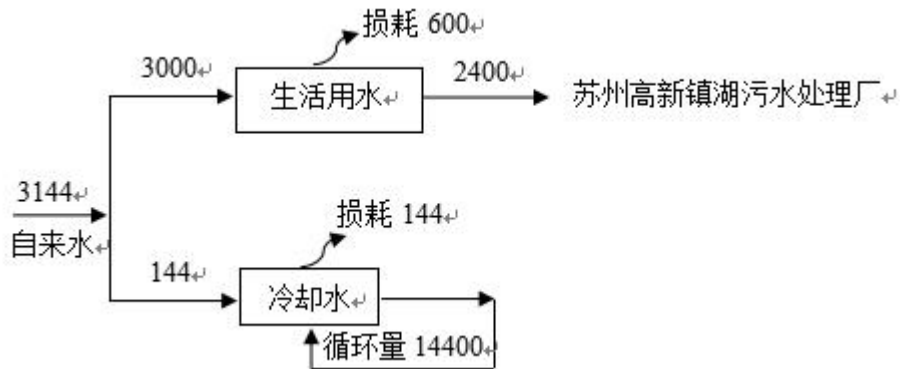 损耗 600↵
3000↵
2400↵
生活用水↵
苏州高新镇湖污水处理厂↵
3144↵
自来水↵
损耗 144↵
144↵
冷却水↵
循环量 14400↵